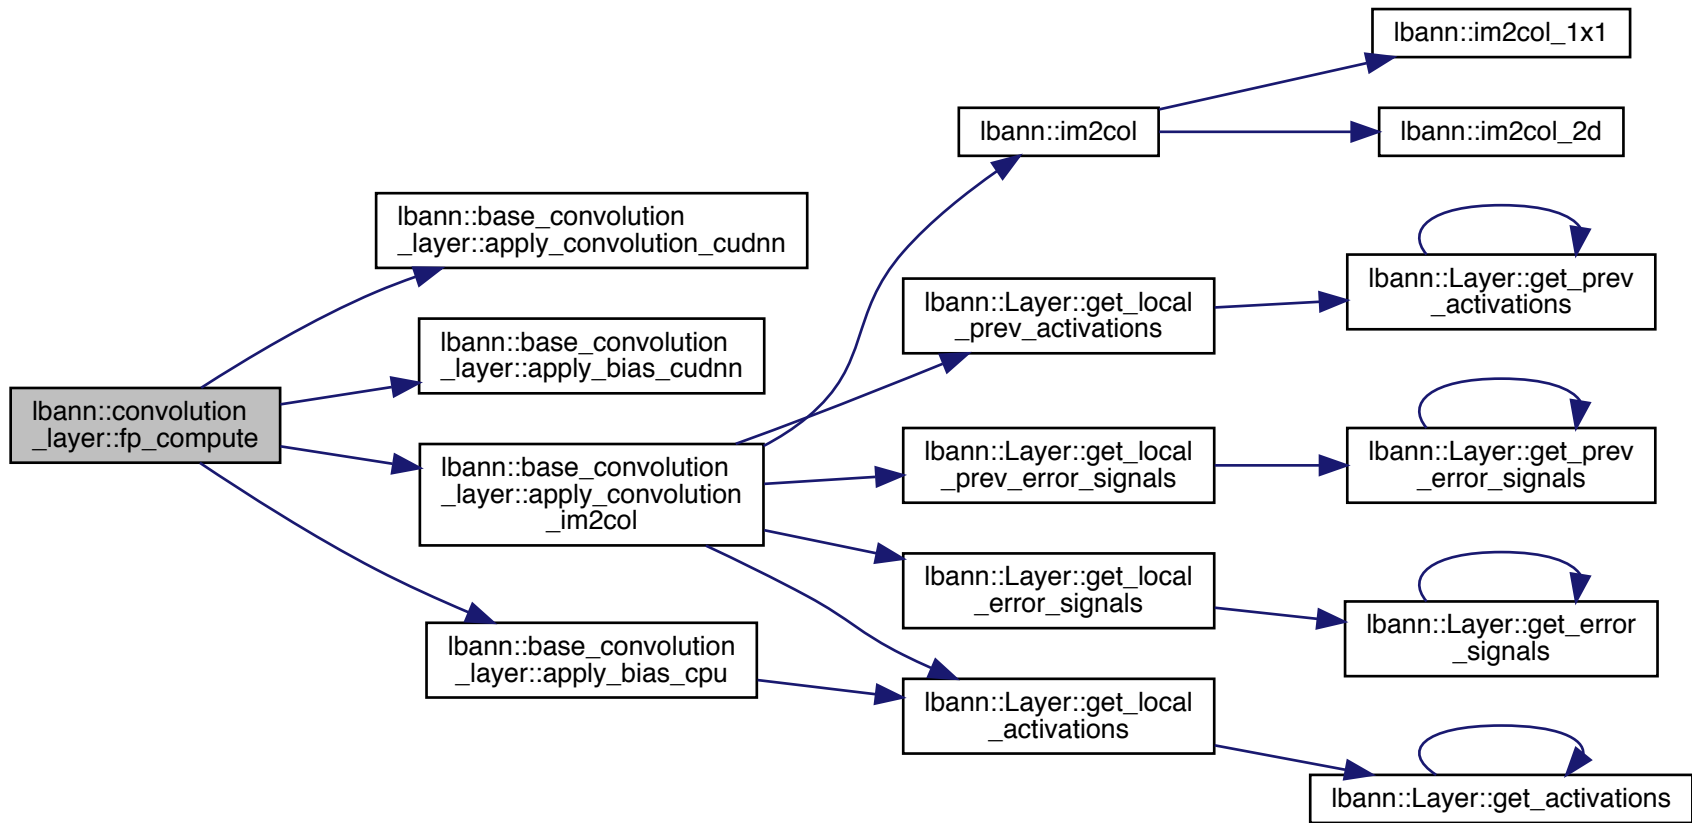 lbann::convolution
_layer::fp_compute
lbann::base_convolution
_layer::apply_convolution_cudnn
lbann::base_convolution
_layer::apply_bias_cudnn
lbann::base_convolution
_layer::apply_convolution
_im2col
lbann::base_convolution
_layer::apply_bias_cpu
lbann::im2col
lbann::Layer::get_local
_prev_activations
lbann::Layer::get_local
_prev_error_signals
lbann::Layer::get_local
_error_signals
lbann::Layer::get_local
_activations
lbann::im2col_1x1
lbann::im2col_2d
lbann::Layer::get_prev
_activations
lbann::Layer::get_prev
_error_signals
lbann::Layer::get_error
_signals
lbann::Layer::get_activations